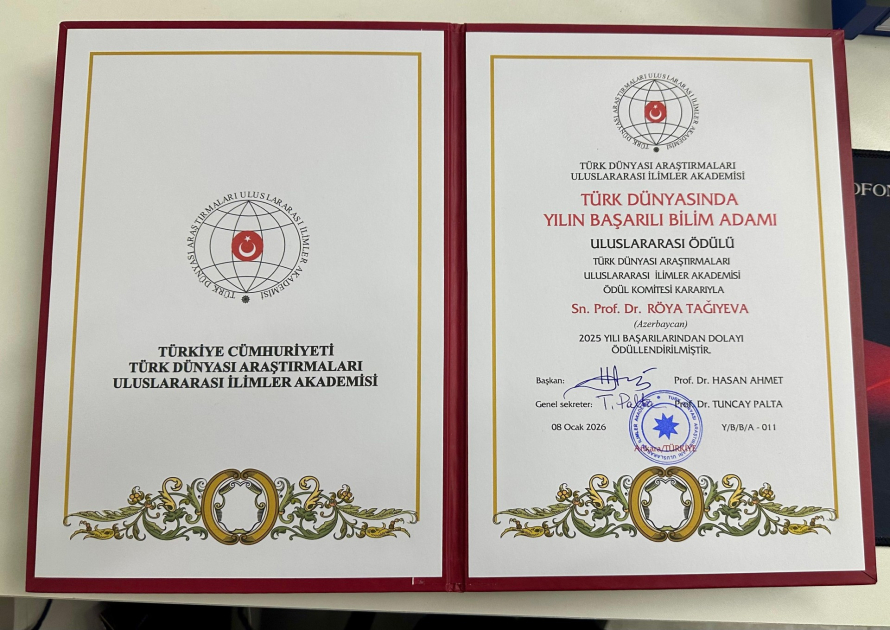 TÜRK DÜNYASI ARAŞTIRMALARI ULUSLARARASI İLİMLER AKADEMİSİ
TÜRKİYE CÜMHURİYETİ
TÜRK DÜNYASI ARAŞTIRMALARI
ULUSLARARASI İLİMLER AKADEMİSİ
TÜRK DÜNYASI ARAŞTIRMALARI ULUSLARARASI İLİMLER AKADEMİSİ
TÜRK DÜNYASI ARAŞTIRMALARI
ULUSLARARASI İLİMLER AKADEMİSİ
TÜRK DÜNYASINDA
YILIN BAŞARILI BİLİM ADAMI
ULUSLARARASI ÖDÜLÜ
TÜRK DÜNYASI ARAŞTIRMALARI
ULUSLARARASI İLİMLER AKADEMİSİ
ÖDÜL KOMİTESİ KARARIYLA
Sn. Prof. Dr. RÖYA TAĞIYEVA
(Azerbaycan)
2025 YILI BAŞARILARINDAN DOLAYI
ÖDÜLLENDİRİLMİŞTİR.
Başkan: Prof. Dr. HASAN AHMET
Genel sekreter: T. Palta Prof. Dr. TUNCAY PALTA
08 Ocak 2026 Y/B/B/A - 011
Ankara/TÜRKİYE